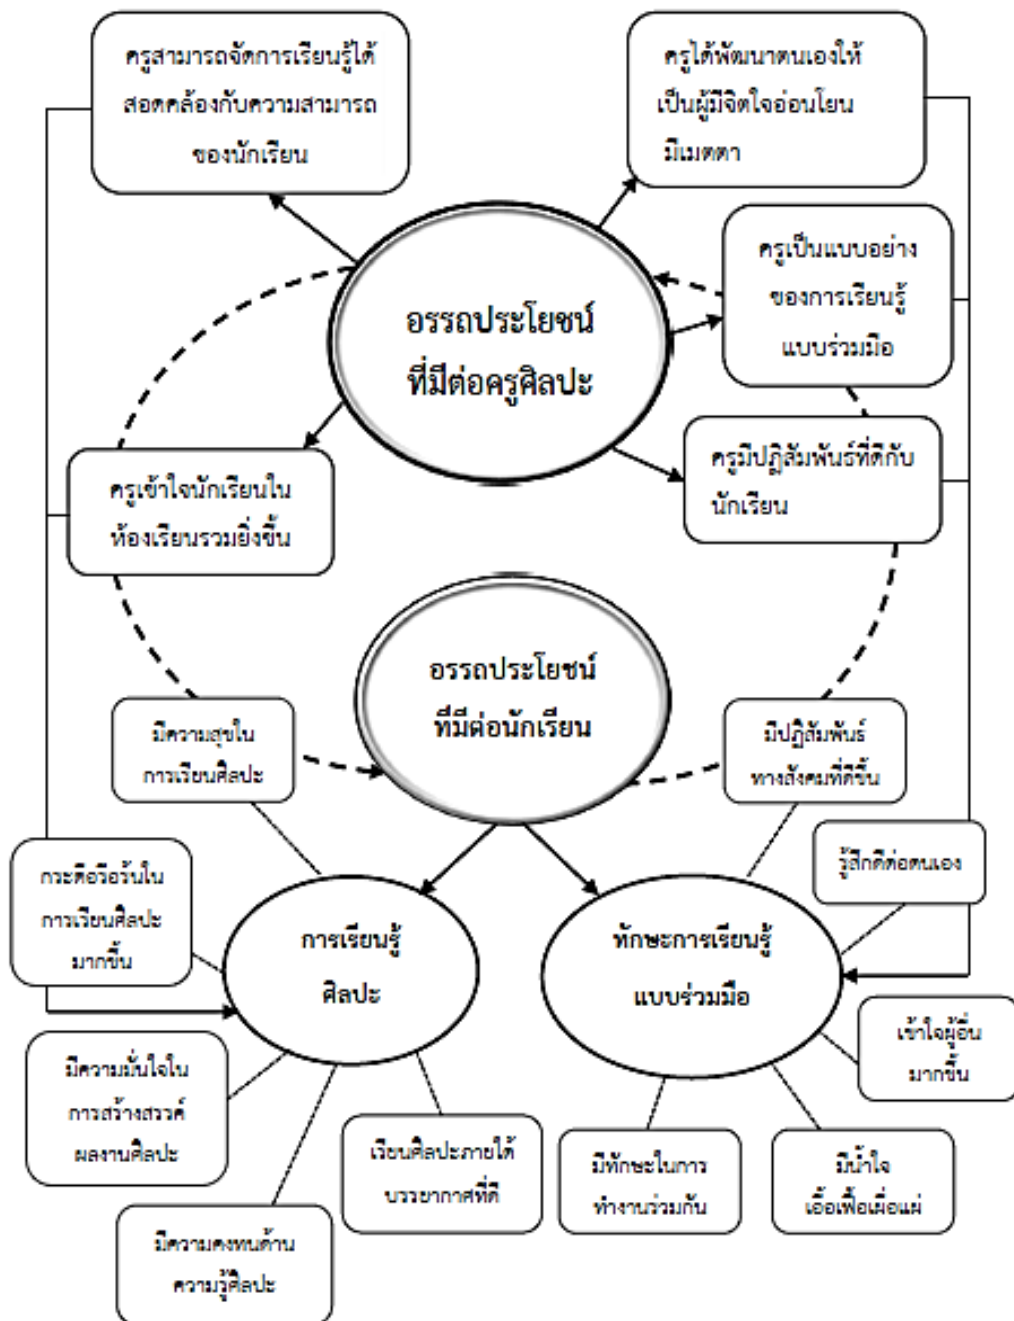 ครูสามารถจัดการเรียนรู้ได้
สอดคล้องกับความสามารถ
ของนักเรียน
ครูได้พัฒนาตนเองให้
เป็นผู้มีจิตใจอ่อนโยน
มีเมตตา
ครูเป็นแบบอย่าง
ของการเรียนรู้
แบบร่วมมือ
อรรถประโยชน์
ที่มีต่อครูศิลปะ
ครูเข้าใจนักเรียนใน
ห้องเรียนรวมยิ่งขึ้น
ครูมีปฏิสัมพันธ์ที่ดีกับ
นักเรียน
อรรถประโยชน์
ที่มีต่อนักเรียน
มีความสุขใน
การเรียนศิลปะ
มีปฏิสัมพันธ์
ทางสังคมที่ดีขึ้น
กระตือรือร้นใน
การเรียนศิลปะ
มากขึ้น
รู้สึกดีต่อตนเอง
การเรียนรู้
ศิลปะ
ทักษะการเรียนรู้
แบบร่วมมือ
เข้าใจผู้อื่น
มากขึ้น
มีความมั่นใจใน
การสร้างสรรค์
ผลงานศิลปะ
เรียนศิลปะภายใต้
บรรยากาศที่ดี
มีทักษะในการ
ทำงานร่วมกัน
มีน้ำใจ
เอื้อเฟื้อเผื่อแผ่
มีความคงทนด้าน
ความรู้ศิลปะ